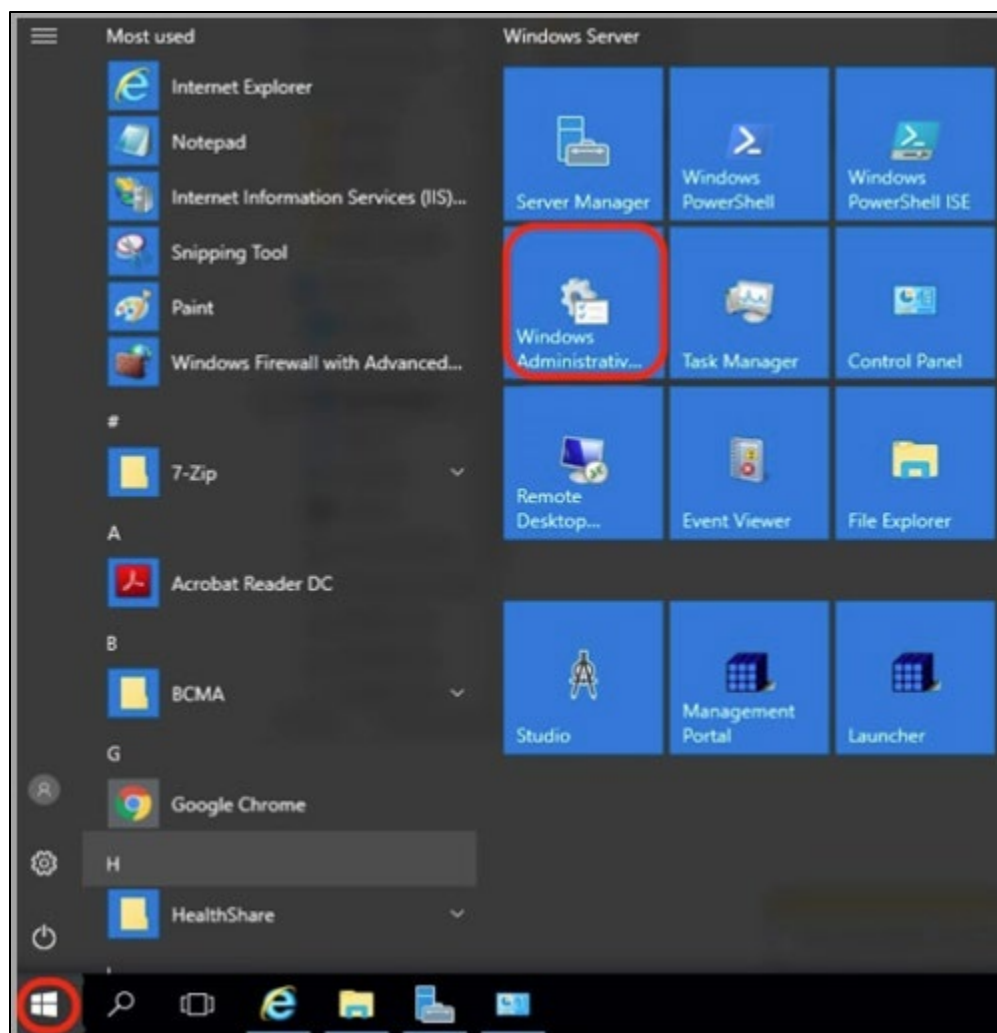 Most used
Internet Explorer
Notepad
Internet Information Services (IIS)...
Snipping Tool
Paint
Windows Firewall with Advanced...
#
7-Zip
A
Acrobat Reader DC
B
BCMA
G
Google Chrome
H
HealthShare
Windows Server
Server Manager
Windows
PowerShell
Windows
PowerShell ISE
Windows
Administrativ...
Task Manager
Control Panel
Remote
Desktop...
Event Viewer
File Explorer
Studio
Management
Portal
Launcher